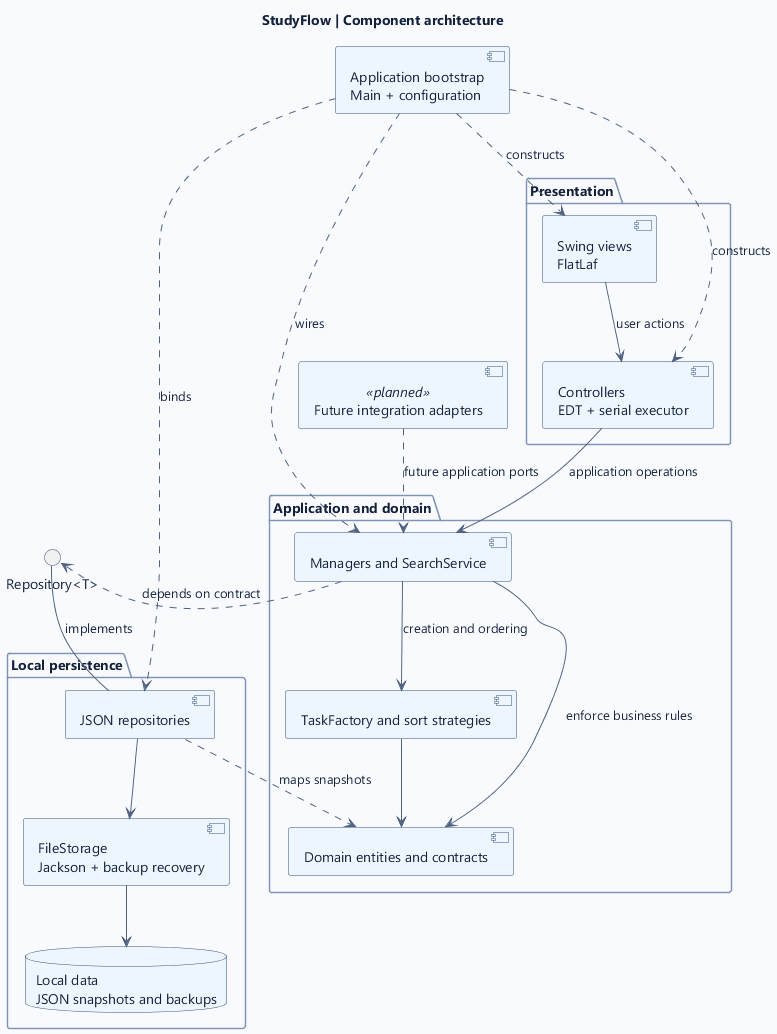 StudyFlow | Component architecture
Application bootstrap
Main + configuration
constructs
Presentation
Swing views
FlatLaf
constructs
user actions
wires
«planned»
Future integration adapters
Controllers
EDT + serial executor
binds
future application ports
application operations
Application and domain
Managers and SearchService
Repository<T>
depends on contract
implements
creation and ordering
Local persistence
JSON repositories
TaskFactory and sort strategies
enforce business rules
maps snapshots
FileStorage
Jackson + backup recovery
Domain entities and contracts
Local data
JSON snapshots and backups